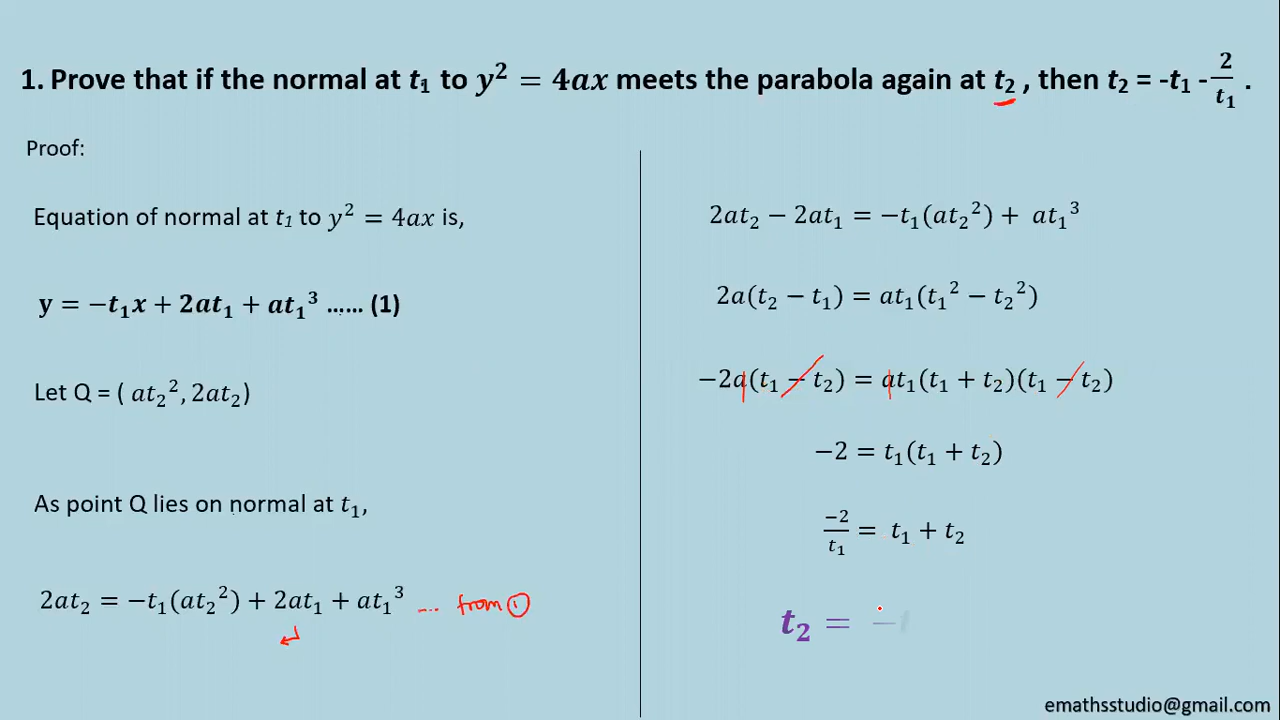 1. Prove that if the normal at t₁ to y² = 4ax meets the parabola again at t₂ , then t₂ = -t₁ - 2/t₁ .
Proof:
Equation of normal at t₁ to y² = 4ax is,
y = −t₁x + 2at₁ + at₁³ ...... (1)
Let Q = ( at₂², 2at₂)
As point Q lies on normal at t₁,
2at₂ = −t₁(at₂²) + 2at₁ + at₁³ ... from ①
2at₂ − 2at₁ = −t₁(at₂²) + at₁³
2a(t₂ − t₁) = at₁(t₁² − t₂²)
−2a(t₁ − t₂) = at₁(t₁ + t₂)(t₁ − t₂)
−2 = t₁(t₁ + t₂)
−2/t₁ = t₁ + t₂
t₂ = −
emathsstudio@gmail.com